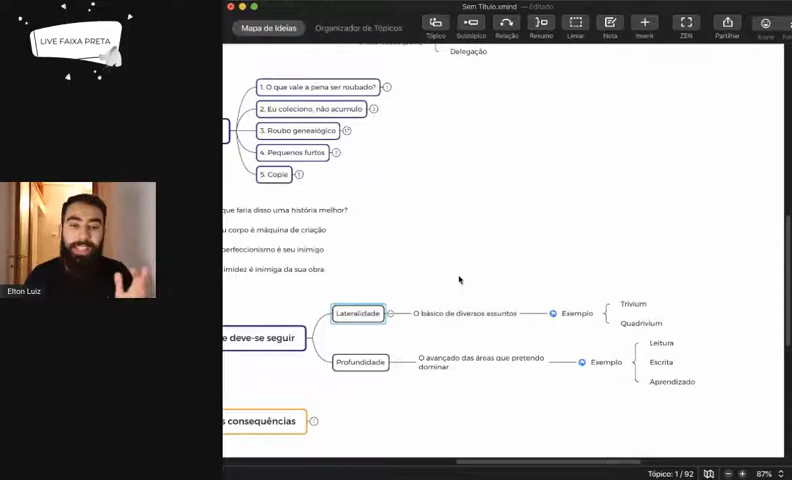 Sem Título.xmind — Editado
LIVE FAIXA PRETA
Mapa de Ideias
Organizador de Tópicos
Tópico
Subtópico
Relação
Resumo
Limiar
Nota
Inserir
ZEN
Partilhar
Ícone
Delegação
1. O que vale a pena ser roubado?
2. Eu coleciono, não acumulo
3. Roubo genealógico
4. Pequenos furtos
5. Copie
5
que faria disso uma história melhor?
u corpo é máquina de criação
perfeccionismo é seu inimigo
imidez é inimiga da sua obra
Elton Luiz
Lateralidade
O básico de diversos assuntos
Exemplo
Trivium
Quadrivium
e deve-se seguir
Profundidade
O avançado das áreas que pretendo
dominar
Exemplo
Leitura
Escrita
Aprendizado
s consequências
Tópico: 1 / 92
87%